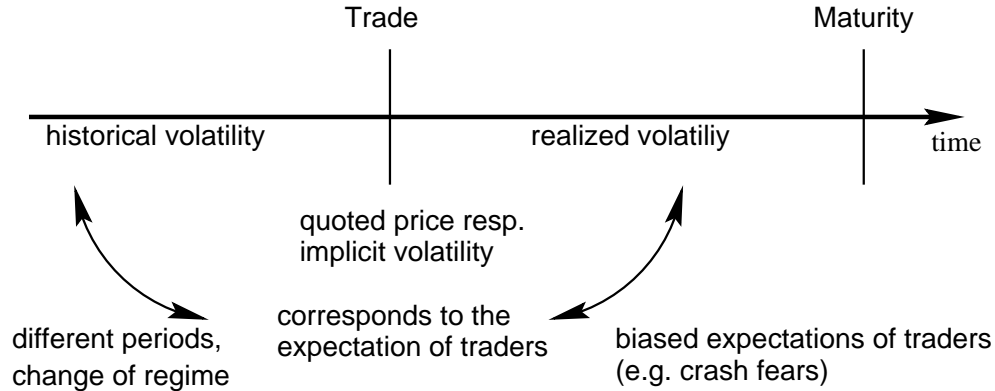 Trade
Maturity
historical volatility
realized volatiliy
time
quoted price resp.
implicit volatility
corresponds to the
expectation of traders
different periods,
change of regime
biased expectations of traders
(e.g. crash fears)